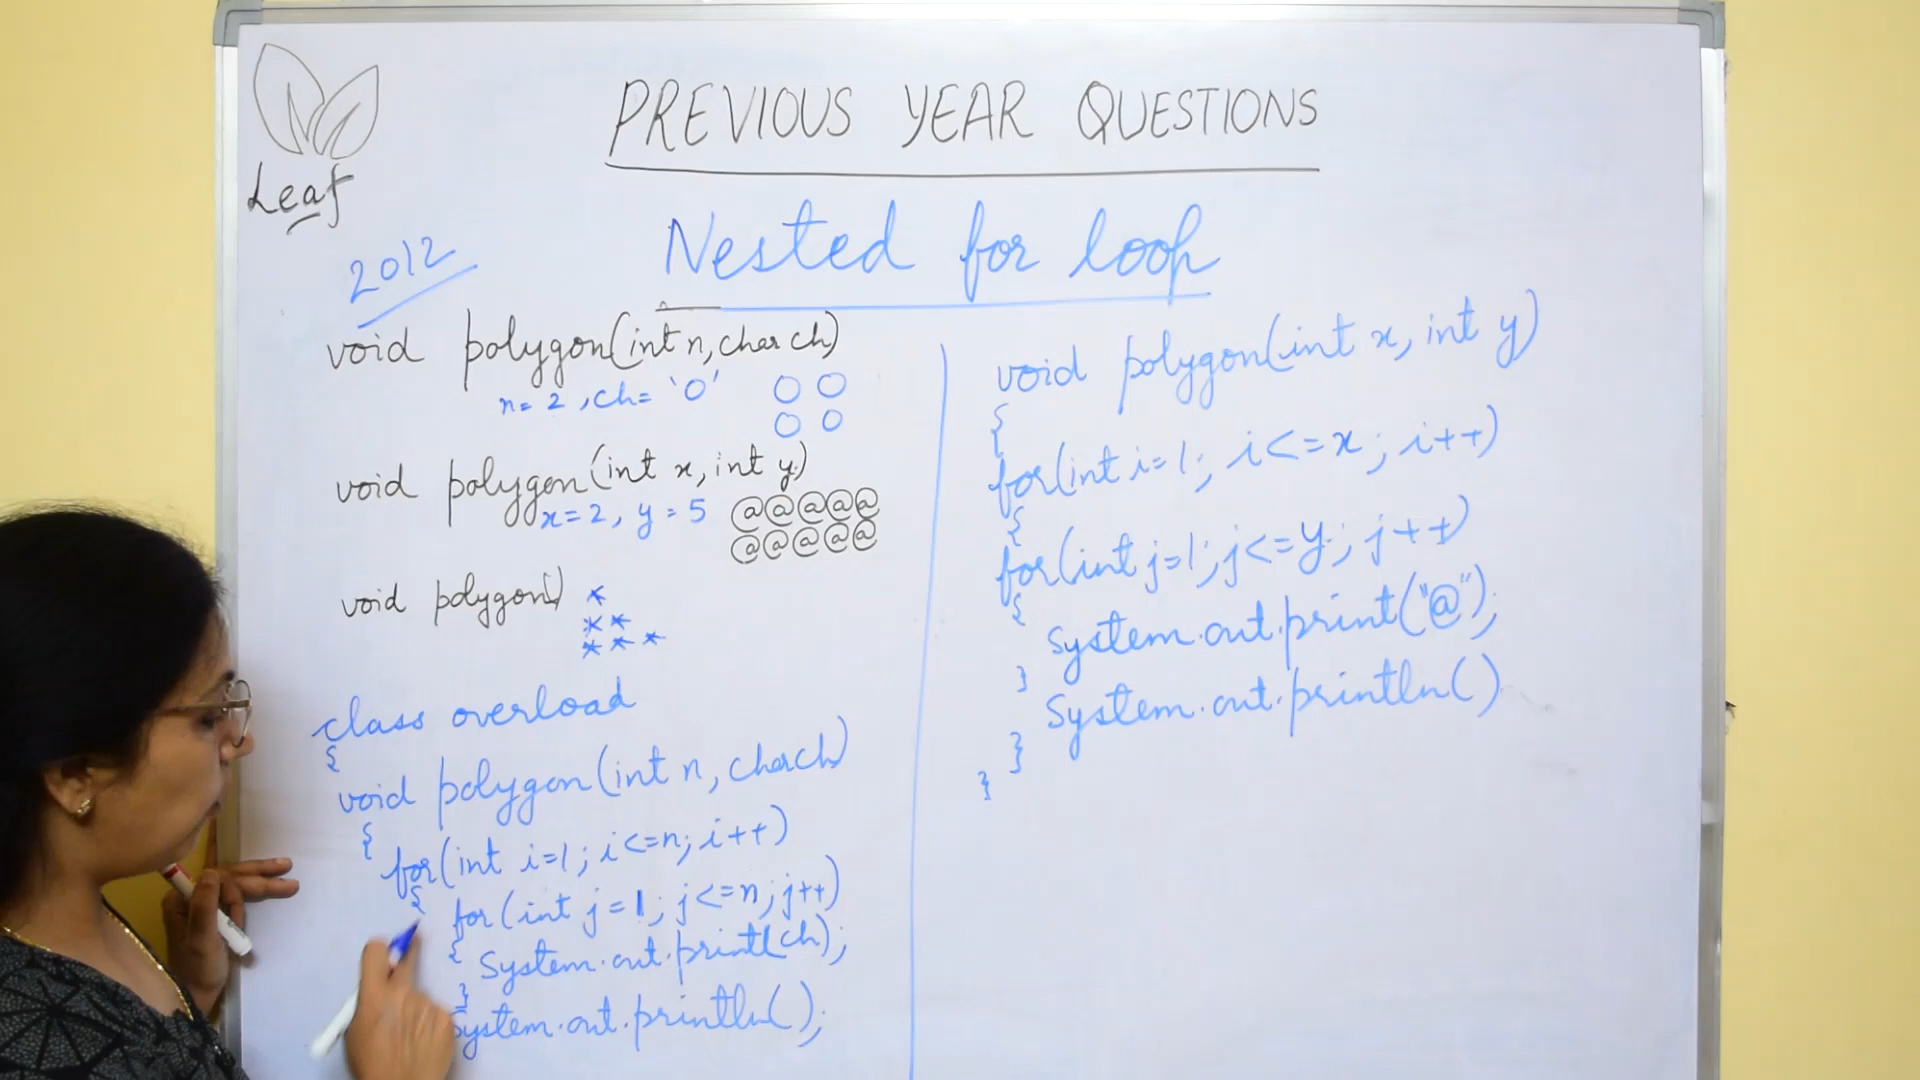 Leaf
PREVIOUS YEAR QUESTIONS
Nested for loop
2012
void polygon(int n, char ch)
n= 2 , ch= 'O'
O O
O O
void polygon(int x, int y)
x=2, y = 5
@@@@@
@@@@@
void polygon()
*
**
***
class overload
{
void polygon(int n, char ch)
{
for(int i=1; i<=n; i++)
{
for(int j=1; j<=n; j++)
{
System.out.print(ch);
}
System.out.println();
void polygon(int x, int y)
{
for(int i=1; i<=x; i++)
{
for(int j=1; j<=y; j++)
{
System.out.print("@");
}
System.out.println()
}
}